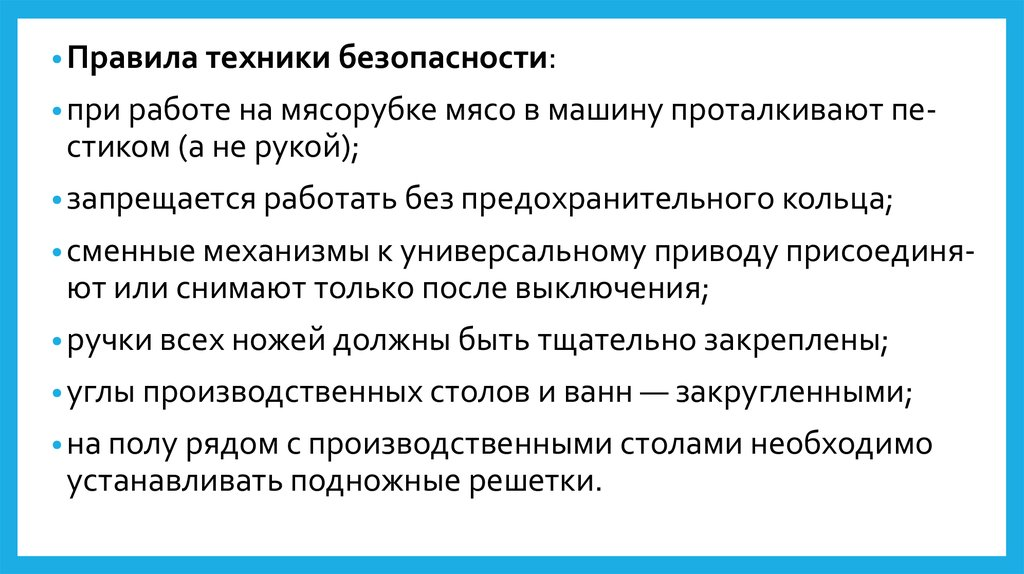 • Правила техники безопасности:
• при работе на мясорубке мясо в машину проталкивают пе-
стиком (а не рукой);
• запрещается работать без предохранительного кольца;
• сменные механизмы к универсальному приводу присоединя-
ют или снимают только после выключения;
• ручки всех ножей должны быть тщательно закреплены;
• углы производственных столов и ванн — закругленными;
• на полу рядом с производственными столами необходимо
устанавливать подножные решетки.